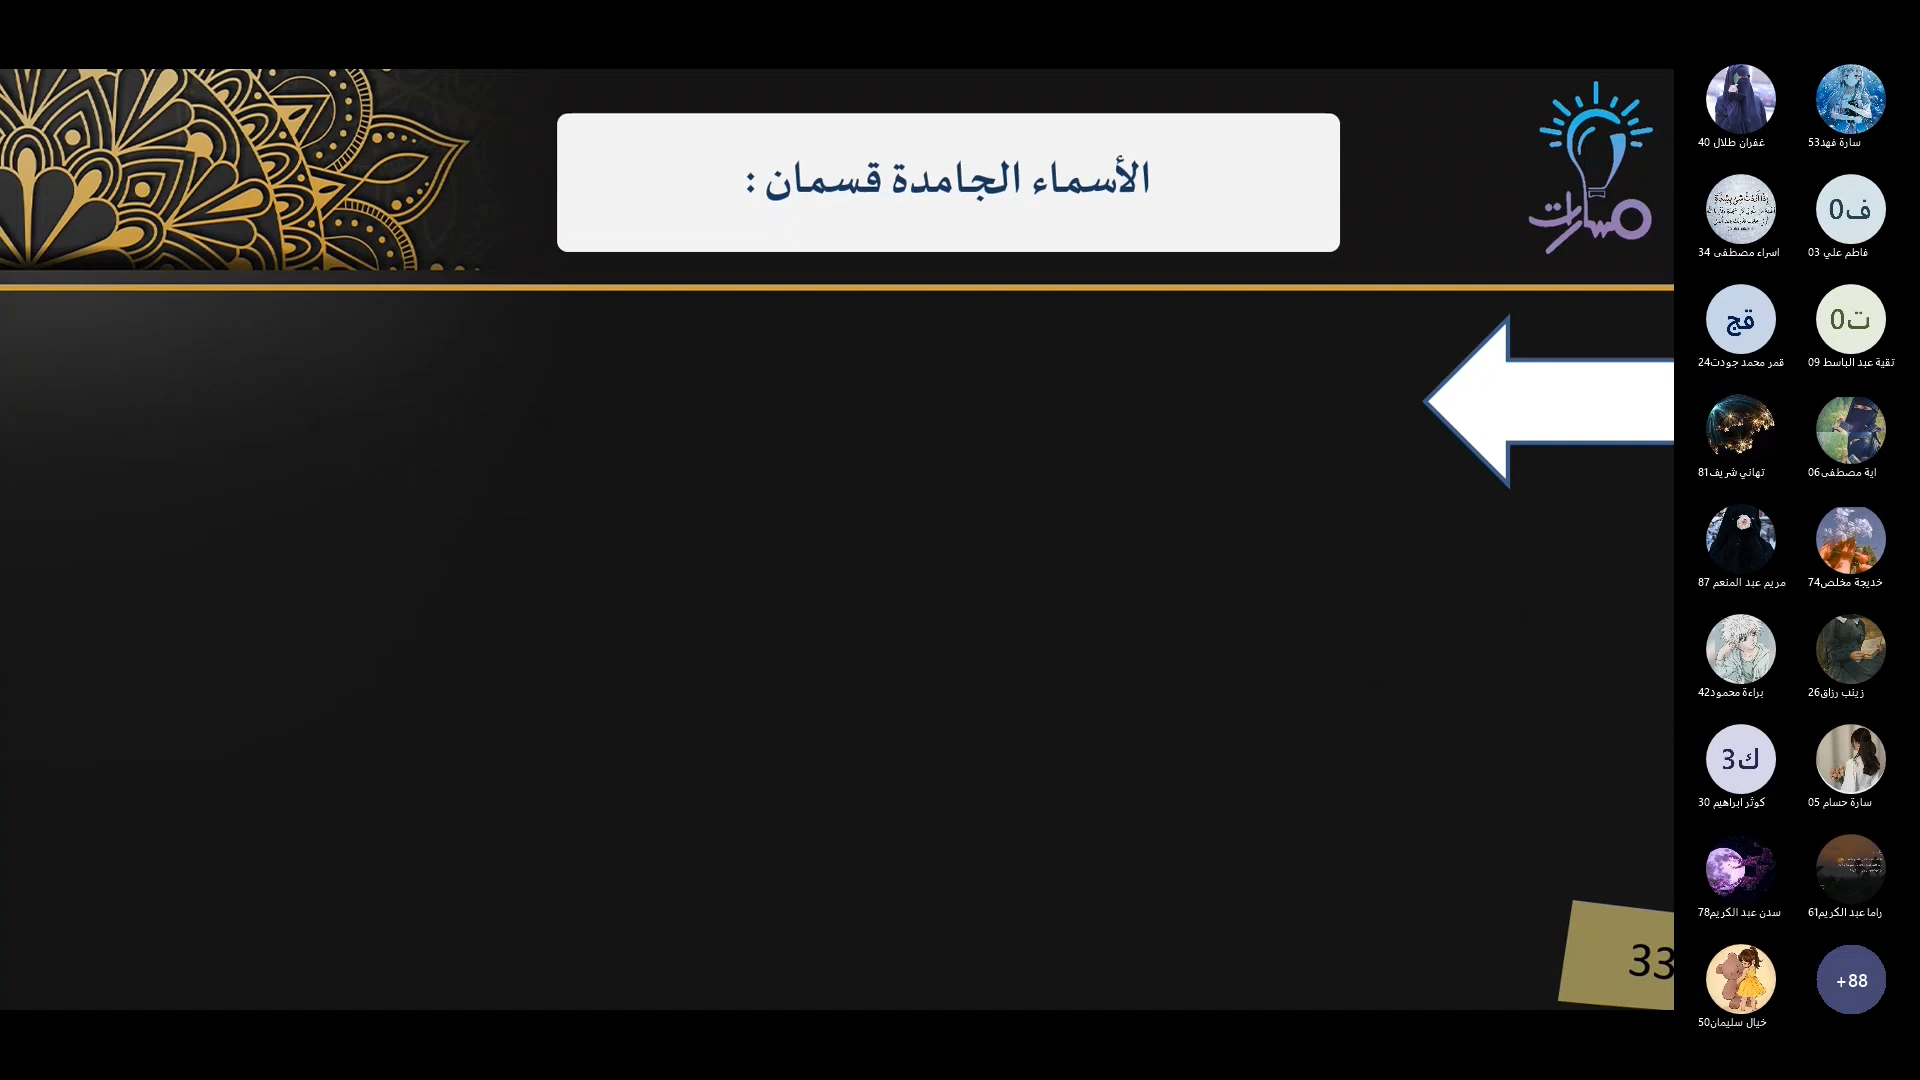 الأسماء الجامدة قسمان :
مسارات
33
غفران طلال 40
سارة فهد53
ف0
اسراء مصطفى 34
فاطم علي 03
قج
ت0
قمر محمد جودت24
تقية عبد الباسط 09
تهاني شريف81
اية مصطفى06
مريم عبد المنعم 87
خديجة مخلص74
براءة محمود42
زينب رزاق26
ك3
كوثر ابراهيم 30
سارة حسام 05
سدن عبد الكريم78
راما عبد الكريم61
+88
خيال سليمان50